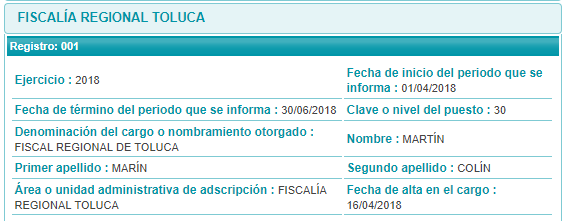 FISCALÍA REGIONAL TOLUCA
Registro: 001
Ejercicio : 2018
Fecha de inicio del periodo que se
informa : 01/04/2018
Fecha de término del periodo que se informa : 30/06/2018
Clave o nivel del puesto : 30
Denominación del cargo o nombramiento otorgado :
FISCAL REGIONAL DE TOLUCA
Nombre : MARTÍN
Primer apellido : MARÍN
Segundo apellido : COLÍN
Área o unidad administrativa de adscripción : FISCALÍA
REGIONAL TOLUCA
Fecha de alta en el cargo :
16/04/2018